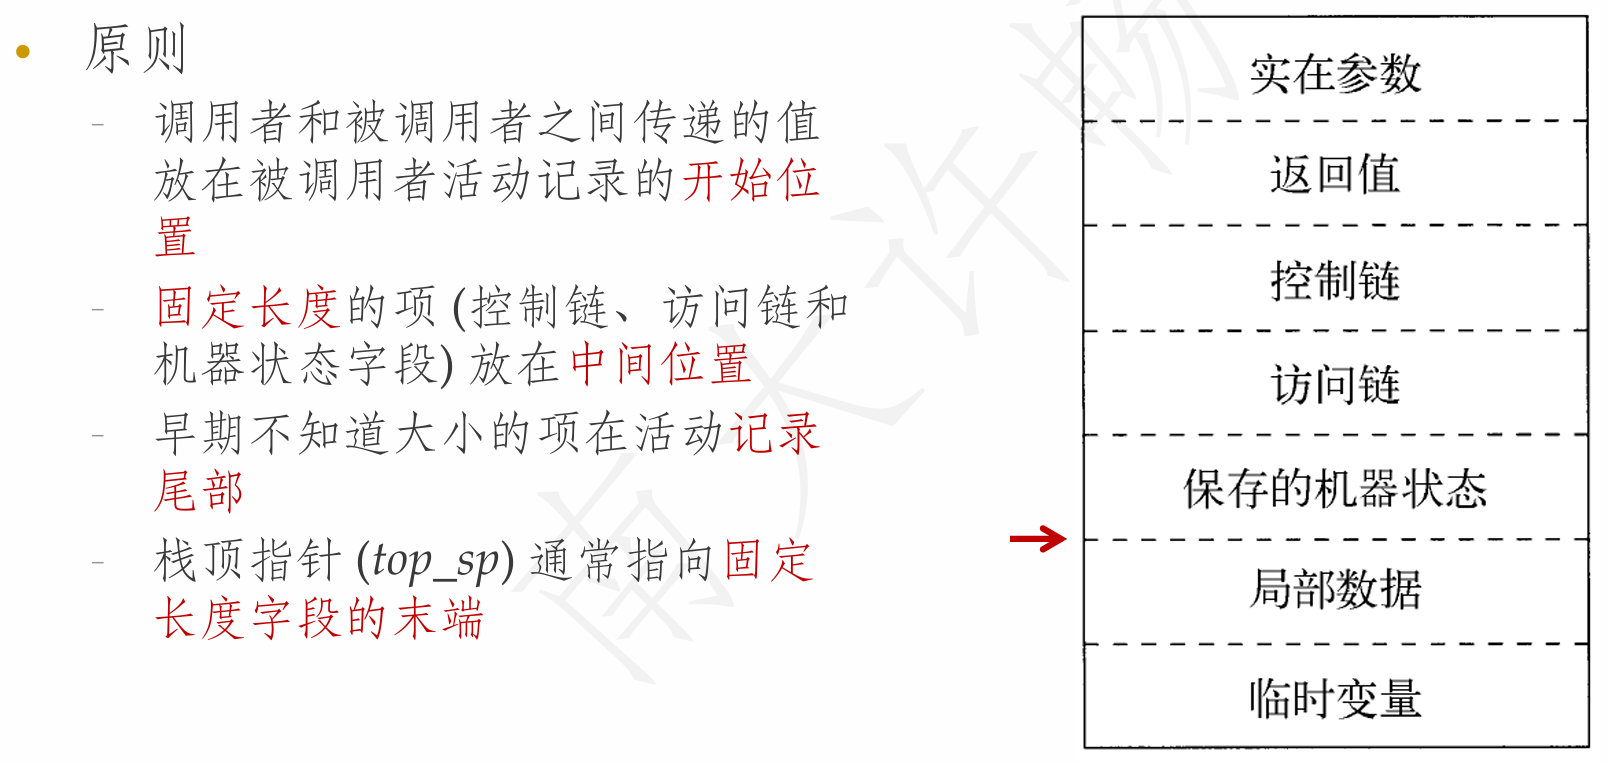 • 原则
– 调用者和被调用者之间传递的值
放在被调用者活动记录的开始位
置
– 固定长度的项 (控制链、访问链和
机器状态字段) 放在中间位置
– 早期不知道大小的项在活动记录
尾部
– 栈顶指针 (top_sp) 通常指向固定
长度字段的末端
实在参数
返回值
控制链
访问链
保存的机器状态
局部数据
临时变量
南大许畅